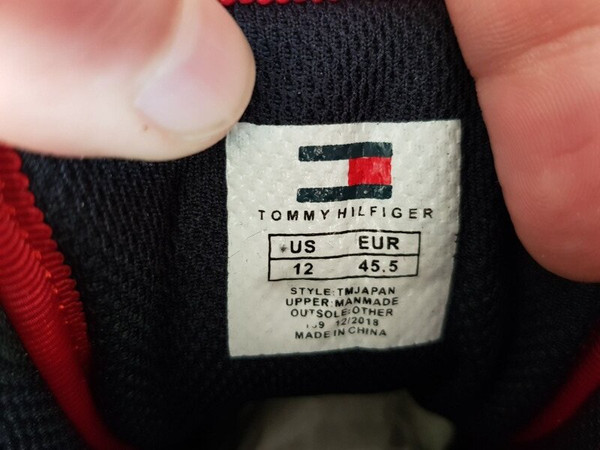 TOMMY HILFIGER
US EUR
12 45.5
STYLE:TMJAPAN
UPPER:MANMADE
OUTSOLE:OTHER
12/2018
MADE IN CHINA